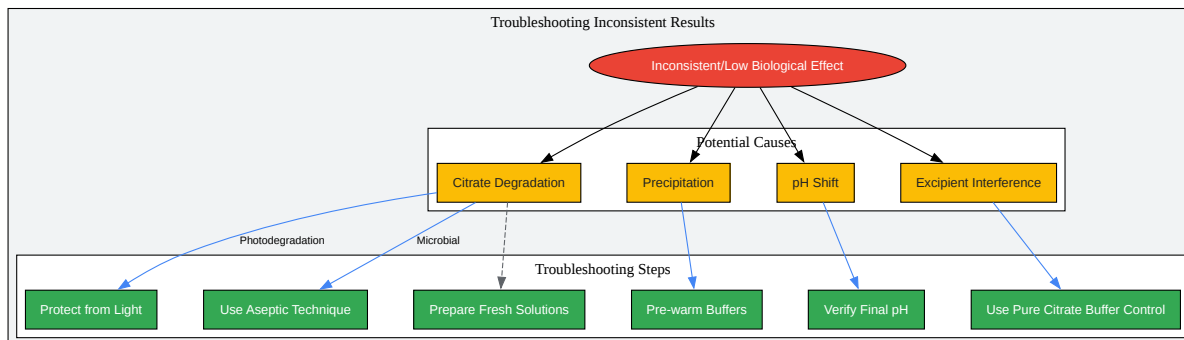 Troubleshooting Inconsistent Results
Inconsistent/Low Biological Effect
Potential Causes
Citrate Degradation
Precipitation
pH Shift
Excipient Interference
Photodegradation
Microbial
Troubleshooting Steps
Protect from Light
Use Aseptic Technique
Prepare Fresh Solutions
Pre-warm Buffers
Verify Final pH
Use Pure Citrate Buffer Control